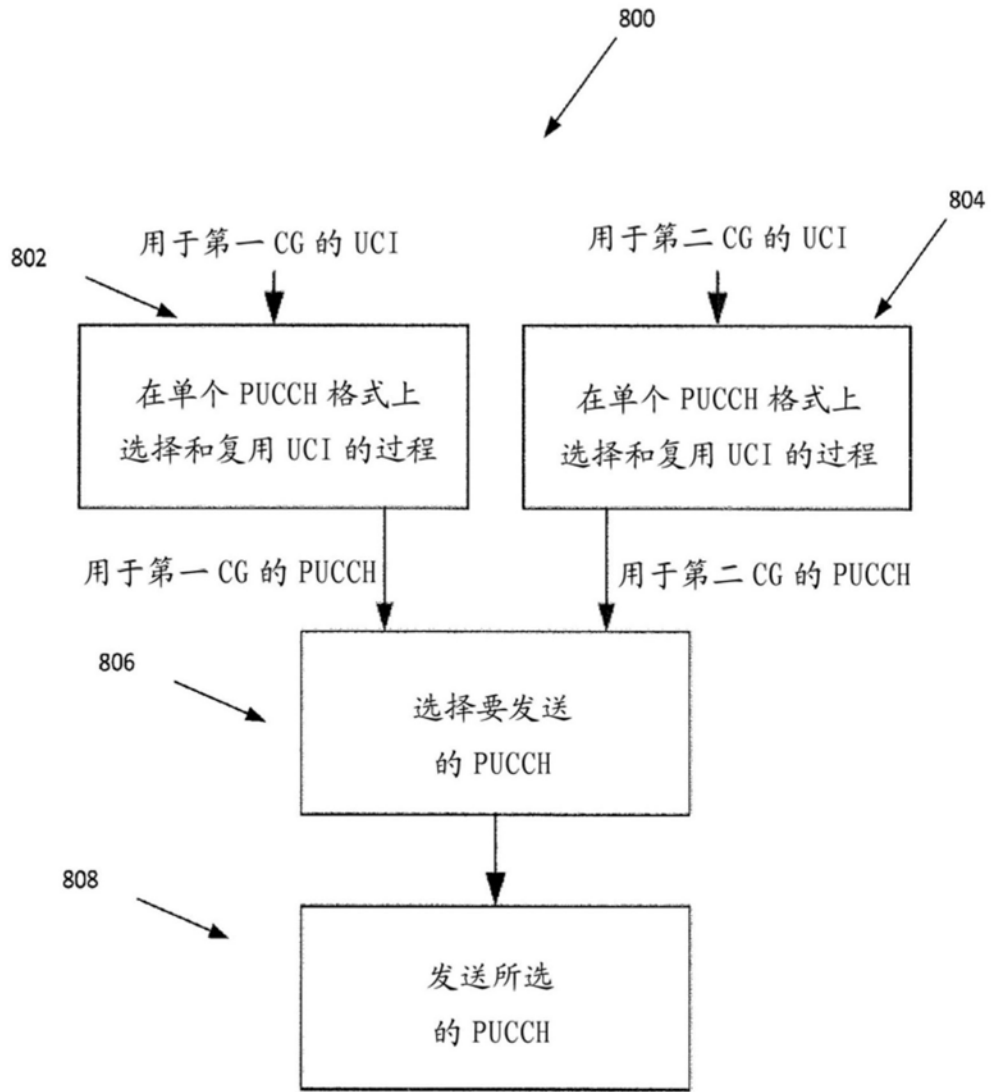 800
804
用于第一 CG 的 UCI
用于第二 CG 的 UCI
802
在单个 PUCCH 格式上
选择和复用 UCI 的过程
在单个 PUCCH 格式上
选择和复用 UCI 的过程
用于第一 CG 的 PUCCH
用于第二 CG 的 PUCCH
806
选择要发送
的 PUCCH
808
发送所选
的 PUCCH